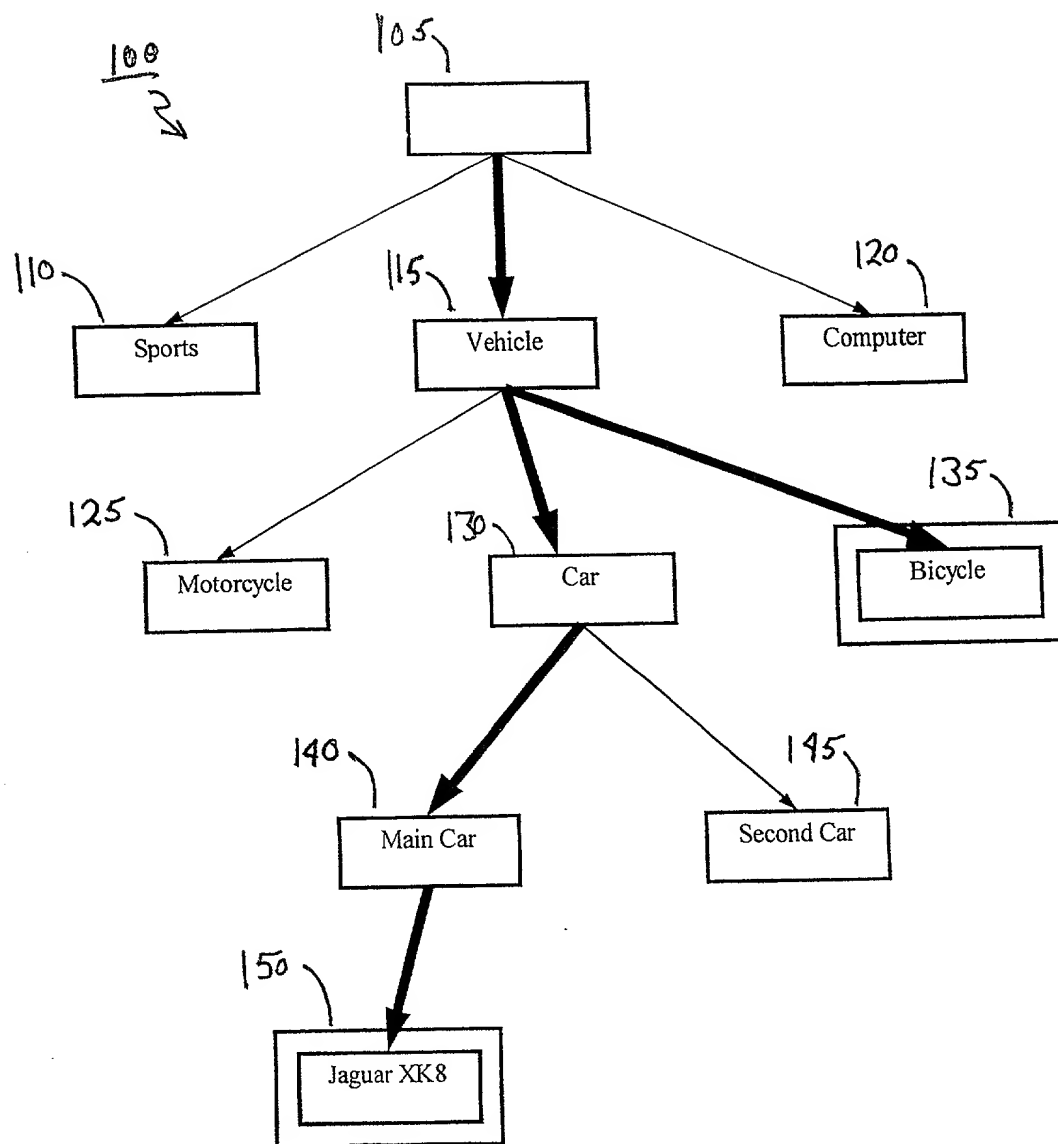 105
100
110
115
120
Sports
Vehicle
Computer
125
130
135
Motorcycle
Car
Bicycle
140
145
Main Car
Second Car
150
Jaguar XK8